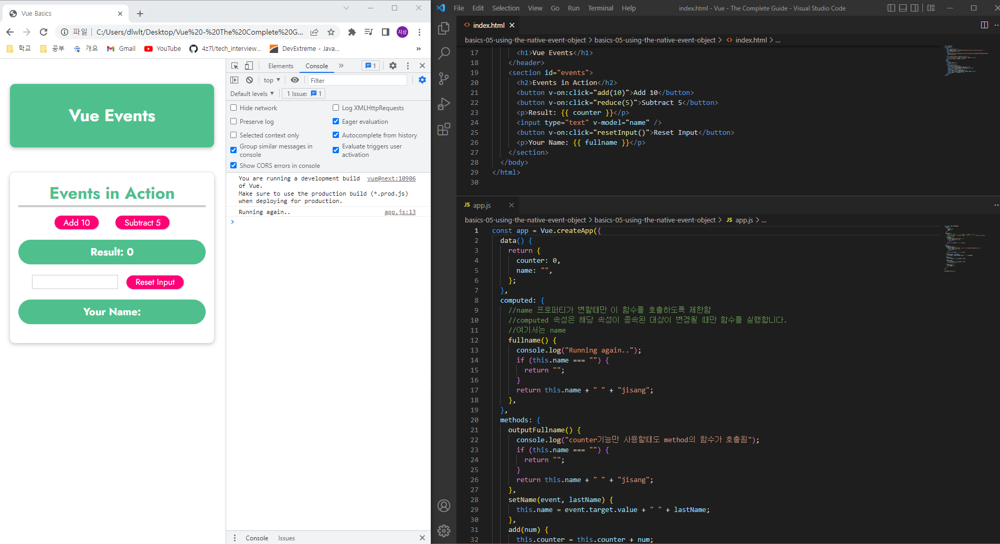 Vue Basics
파일
C:/Users/dlwlt/Desktop/Vue%20-%20The%20Complete%20G...
지상
학교
공부
개요
Gmail
YouTube
4z7l/tech_interview...
DevExtreme - Java...
»
Vue Events
Events in Action
Add 10
Subtract 5
Result: 0
Reset Input
Your Name:
Elements
Console
»
1
top
Filter
Default levels
1 Issue: 1
Hide network
Log XMLHttpRequests
Preserve log
Eager evaluation
Selected context only
Autocomplete from history
Group similar messages in
console
Evaluate triggers user
activation
Show CORS errors in console
You are running a development build vue@next:10906
of Vue.
Make sure to use the production build (*.prod.js)
when deploying for production.
Running again.. app.js:13
Console
Issues
File Edit Selection View Go Run Terminal Help
index.html - Vue - The Complete Guide - Visual Studio Code
index.html
basics-05-using-the-native-event-object > basics-05-using-the-native-event-object > <> index.html > ...
17 <h1>Vue Events</h1>
18 </header>
19 <section id="events">
20 <h2>Events in Action</h2>
21 <button v-on:click="add(10)">Add 10</button>
22 <button v-on:click="reduce(5)">Subtract 5</button>
23 <p>Result: {{ counter }}</p>
24 <input type="text" v-model="name" />
25 <button v-on:click="resetInput()">Reset Input</button>
26 <p>Your Name: {{ fullname }}</p>
27 </section>
28 </body>
29 </html>
30
JS app.js
basics-05-using-the-native-event-object > basics-05-using-the-native-event-object > JS app.js > ...
1 const app = Vue.createApp({
2 data() {
3 return {
4 counter: 0,
5 name: "",
6 };
7 },
8 computed: {
9 //name 프로퍼티가 변할때만 이 함수를 호출하도록 제한함
10 //computed 속성은 해당 속성이 종속된 대상이 변경될 때만 함수를 실행합니다.
11 //여기서는 name
12 fullname() {
13 console.log("Running again..");
14 if (this.name === "") {
15 return "";
16 }
17 return this.name + " " + "jisang";
18 },
19 },
20 methods: {
21 outputFullname() {
22 console.log("counter기능만 사용할때도 method의 함수가 호출됨");
23 if (this.name === "") {
24 return "";
25 }
26 return this.name + " " + "jisang";
27 },
28 setName(event, lastName) {
29 this.name = event.target.value + " " + lastName;
30 },
31 add(num) {
32 this.counter = this.counter + num;